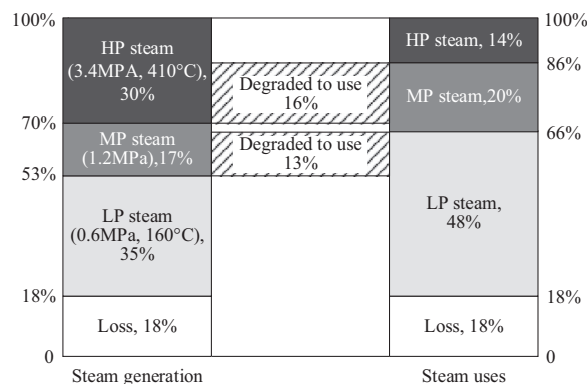 100%
70%
53%
18%
0
HP steam
(3.4MPA, 410°C),
30%
MP steam
(1.2MPa),17%
LP steam
(0.6MPa, 160°C),
35%
Loss, 18%
Steam generation
Degraded to use
16%
Degraded to use
13%
HP steam, 14%
MP steam,20%
LP steam,
48%
Loss, 18%
Steam uses
100%
86%
66%
18%
0